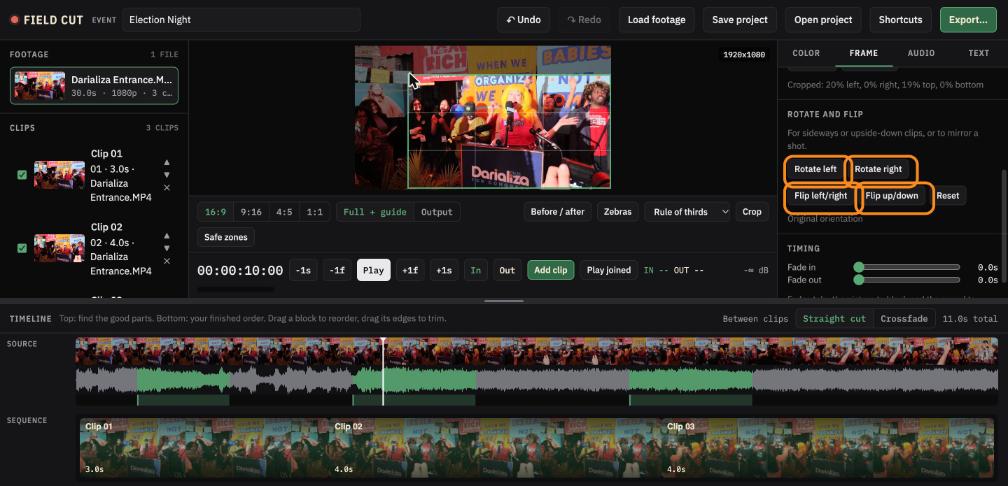 FIELD CUT EVENT Election Night
↶ Undo ↷ Redo Load footage Save project Open project Shortcuts Export...
FOOTAGE 1 FILE
Darializa Entrance.M...
30.0s · 1080p · 3 c…
CLIPS 3 CLIPS
Clip 01
01 · 3.0s ·
Darializa
Entrance.MP4
Clip 02
02 · 4.0s ·
Darializa
Entrance.MP4
1920x1080
RICH
WHEN WE
BABIES
ORGANIZ
WE
NOT
Darializa
16:9 9:16 4:5 1:1 Full + guide Output Before / after Zebras Rule of thirds Crop
Safe zones
00:00:10:00 -1s -1f Play +1f +1s In Out Add clip Play joined IN -- OUT -- -∞ dB
COLOR FRAME AUDIO TEXT
Cropped: 20% left, 0% right, 19% top, 0% bottom
ROTATE AND FLIP
For sideways or upside-down clips, or to mirror a
shot.
Rotate left Rotate right
Flip left/right Flip up/down Reset
Original orientation
TIMING
Fade in 0.0s
Fade out 0.0s
TIMELINE Top: find the good parts. Bottom: your finished order. Drag a block to reorder, drag its edges to trim. Between clips Straight cut Crossfade 11.0s total
SOURCE
SEQUENCE
Clip 01 Clip 02 Clip 03
3.0s 4.0s 4.0s